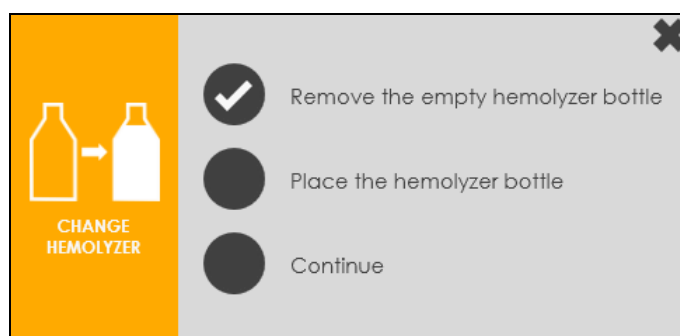 CHANGE
HEMOLYZER
Remove the empty hemolyzer bottle
Place the hemolyzer bottle
Continue